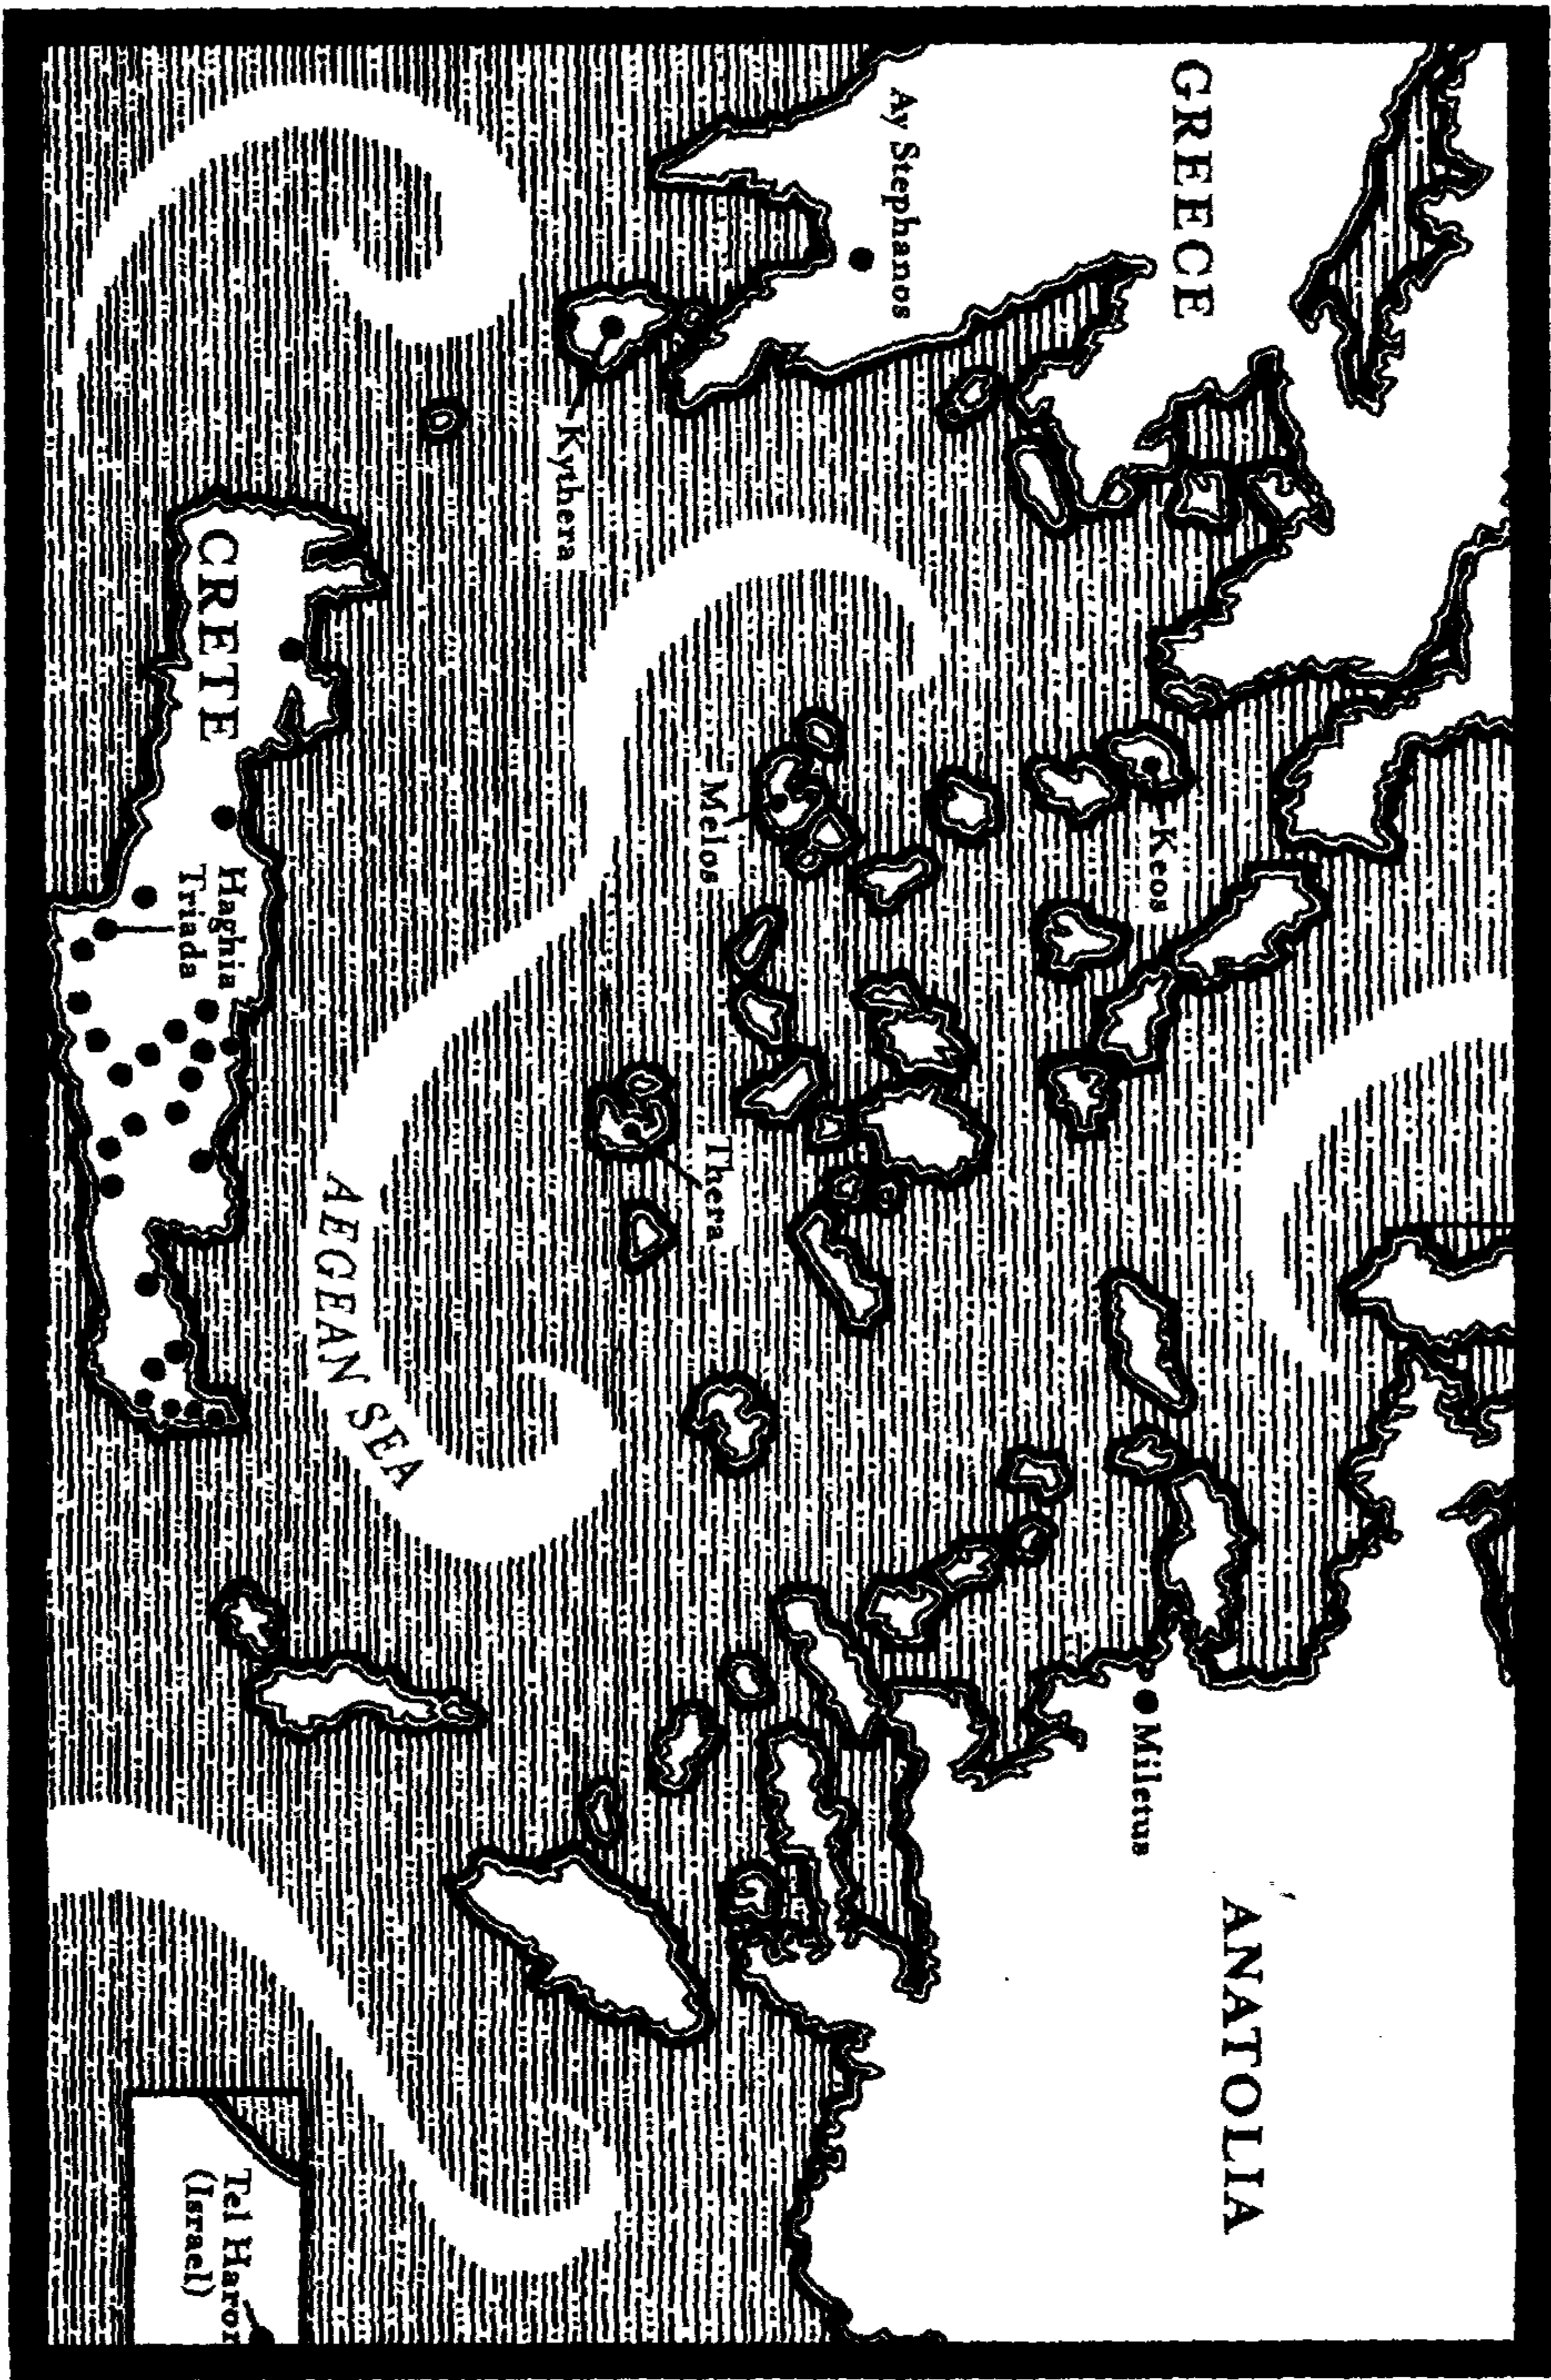 GREECE
ANATOLIA
Keos
Miletus
Ay Stephanos
Melos
Thera
Kythera
AEGEAN SEA
CRETE
Haghia
Triada
Tel Haror
(Israel)